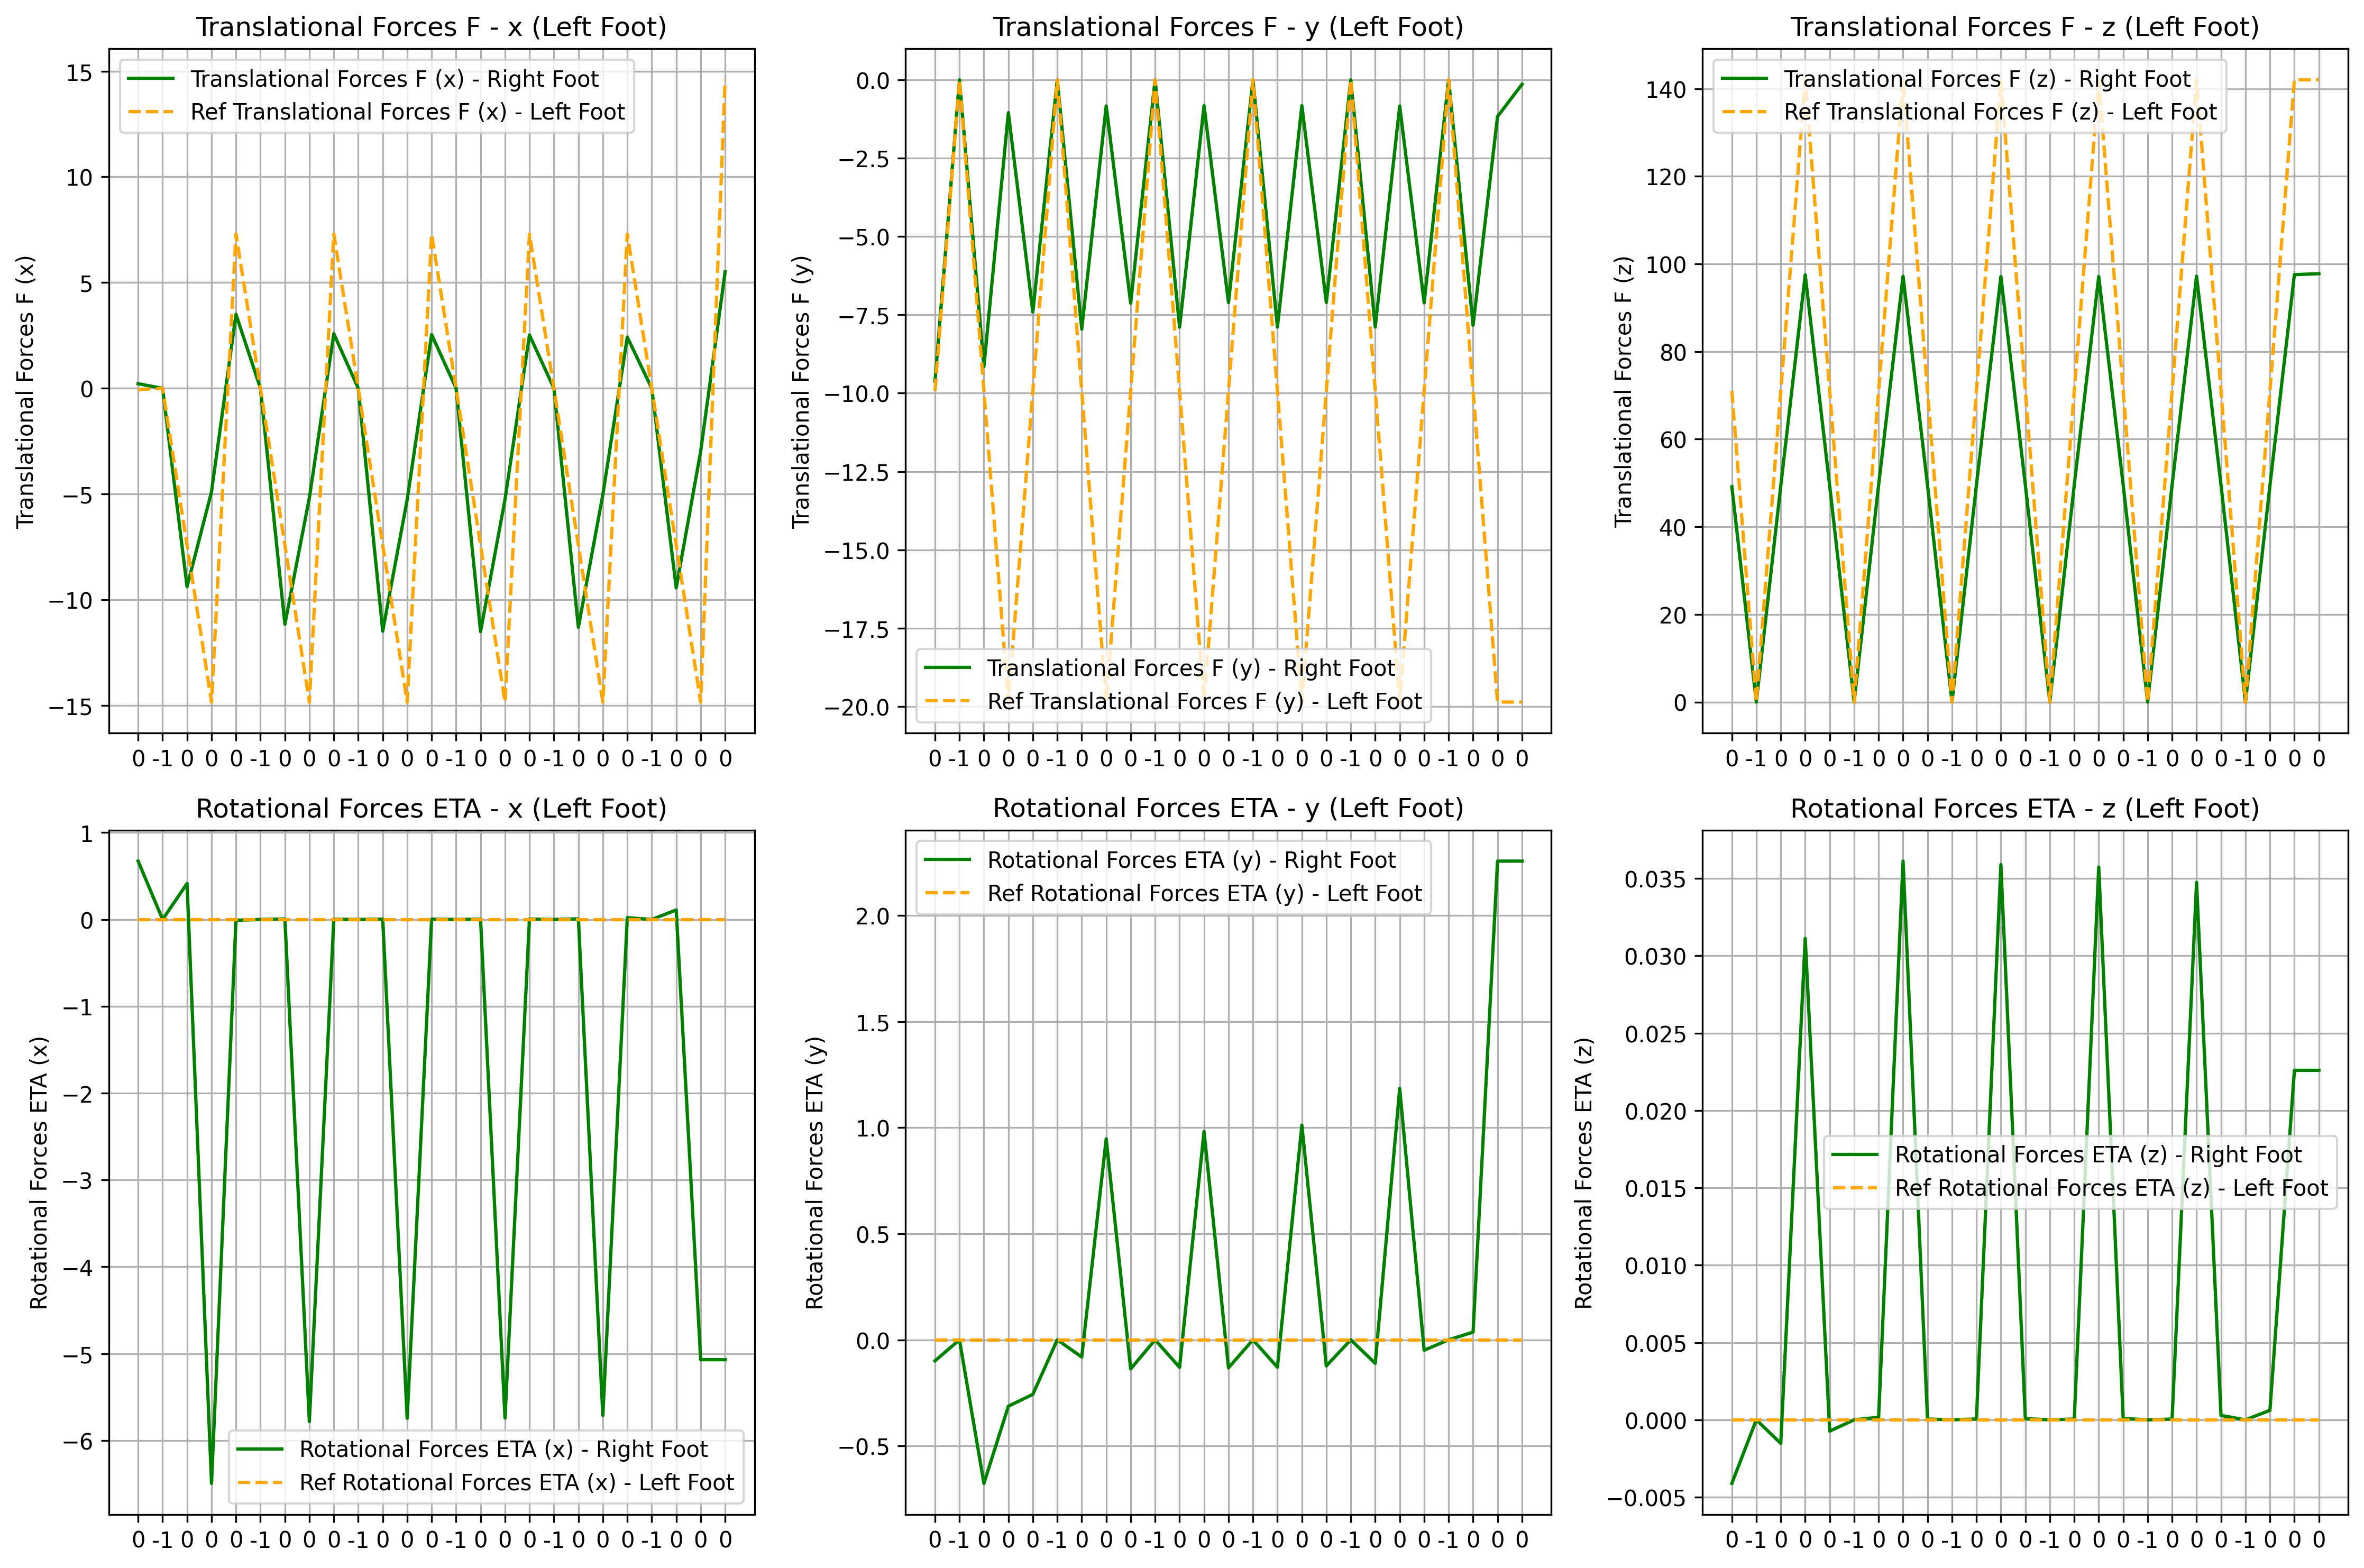 Translational Forces F - x (Left Foot)
Translational Forces F (x)
15
10
5
0
−5
−10
−15
Translational Forces F (x) - Right Foot
Ref Translational Forces F (x) - Left Foot
0 -1 0 0 0 -1 0 0 0 -1 0 0 0 -1 0 0 0 -1 0 0 0 -1 0 0 0
Translational Forces F - y (Left Foot)
Translational Forces F (y)
0.0
−2.5
−5.0
−7.5
−10.0
−12.5
−15.0
−17.5
−20.0
Translational Forces F (y) - Right Foot
Ref Translational Forces F (y) - Left Foot
0 -1 0 0 0 -1 0 0 0 -1 0 0 0 -1 0 0 0 -1 0 0 0 -1 0 0 0
Translational Forces F - z (Left Foot)
Translational Forces F (z)
140
120
100
80
60
40
20
0
Translational Forces F (z) - Right Foot
Ref Translational Forces F (z) - Left Foot
0 -1 0 0 0 -1 0 0 0 -1 0 0 0 -1 0 0 0 -1 0 0 0 -1 0 0 0
Rotational Forces ETA - x (Left Foot)
Rotational Forces ETA (x)
1
0
−1
−2
−3
−4
−5
−6
Rotational Forces ETA (x) - Right Foot
Ref Rotational Forces ETA (x) - Left Foot
0 -1 0 0 0 -1 0 0 0 -1 0 0 0 -1 0 0 0 -1 0 0 0 -1 0 0 0
Rotational Forces ETA - y (Left Foot)
Rotational Forces ETA (y)
2.0
1.5
1.0
0.5
0.0
−0.5
Rotational Forces ETA (y) - Right Foot
Ref Rotational Forces ETA (y) - Left Foot
0 -1 0 0 0 -1 0 0 0 -1 0 0 0 -1 0 0 0 -1 0 0 0 -1 0 0 0
Rotational Forces ETA - z (Left Foot)
Rotational Forces ETA (z)
0.035
0.030
0.025
0.020
0.015
0.010
0.005
0.000
−0.005
Rotational Forces ETA (z) - Right Foot
Ref Rotational Forces ETA (z) - Left Foot
0 -1 0 0 0 -1 0 0 0 -1 0 0 0 -1 0 0 0 -1 0 0 0 -1 0 0 0